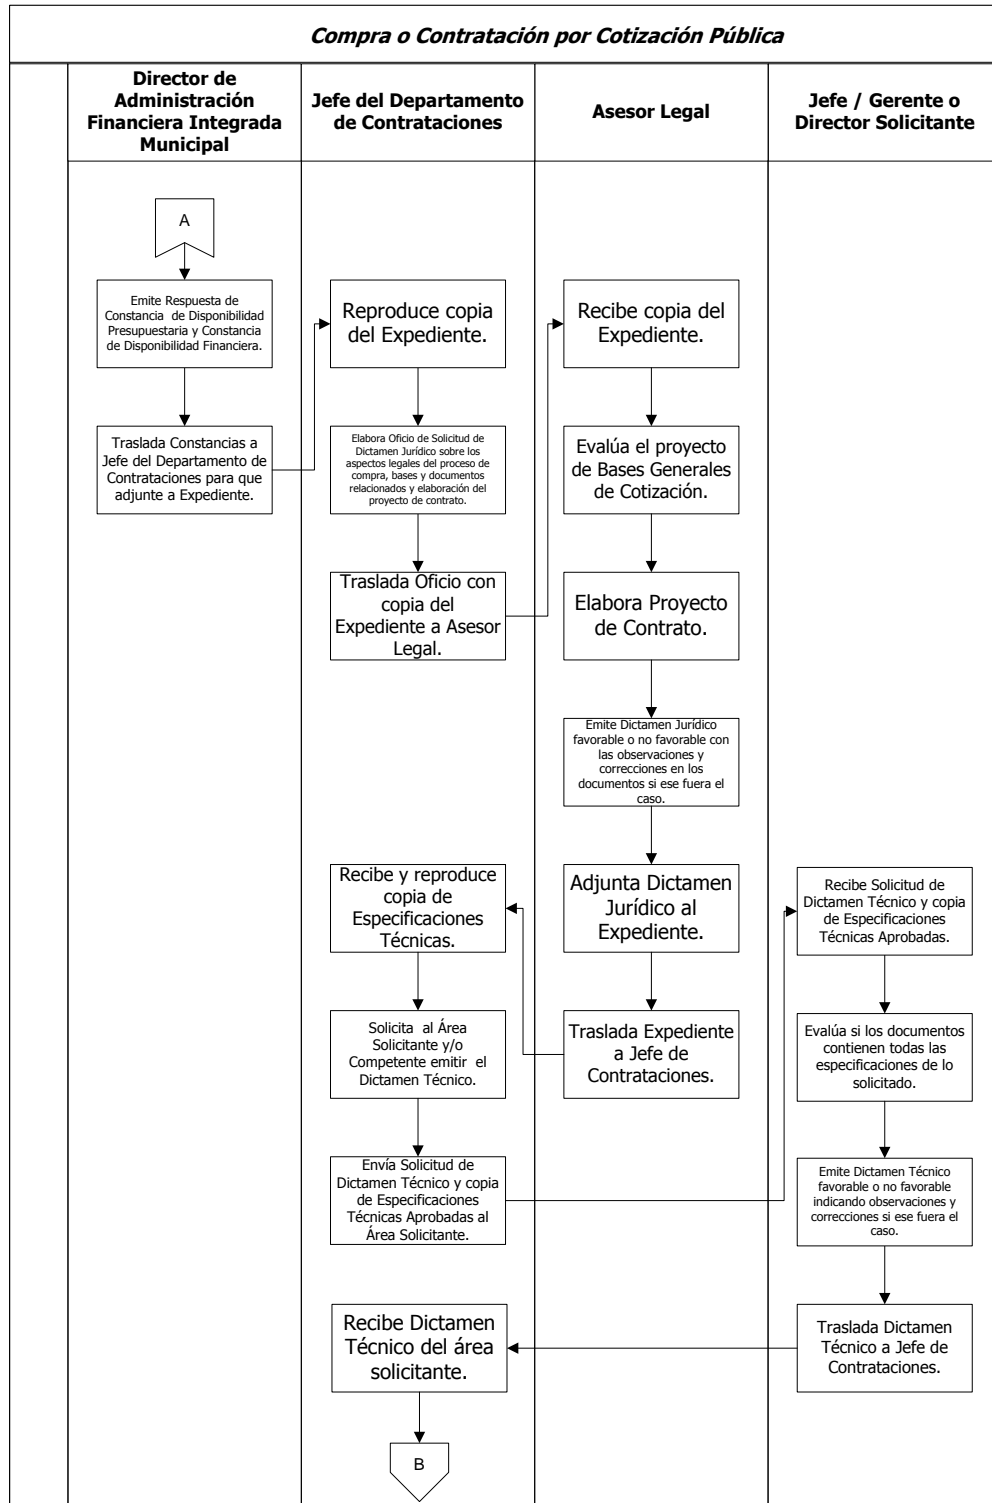 Compra o Contratación por Cotización Pública
Director de
Administración
Financiera Integrada
Municipal
Jefe del Departamento
de Contrataciones
Asesor Legal
Jefe / Gerente o
Director Solicitante
A
Emite Respuesta de
Constancia de Disponibilidad
Presupuestaria y Constancia
de Disponibilidad Financiera.
Traslada Constancias a
Jefe del Departamento de
Contrataciones para que
adjunte a Expediente.
Reproduce copia
del Expediente.
Elabora Oficio de Solicitud de
Dictamen Jurídico sobre los
aspectos legales del proceso de
compra, bases y documentos
relacionados y elaboración del
proyecto de contrato.
Traslada Oficio con
copia del
Expediente a Asesor
Legal.
Recibe copia del
Expediente.
Evalúa el proyecto
de Bases Generales
de Cotización.
Elabora Proyecto
de Contrato.
Emite Dictamen Jurídico
favorable o no favorable con
las observaciones y
correcciones en los
documentos si ese fuera el
caso.
Adjunta Dictamen
Jurídico al
Expediente.
Traslada Expediente
a Jefe de
Contrataciones.
Recibe y reproduce
copia de
Especificaciones
Técnicas.
Solicita al Área
Solicitante y/o
Competente emitir el
Dictamen Técnico.
Envía Solicitud de
Dictamen Técnico y copia
de Especificaciones
Técnicas Aprobadas al
Área Solicitante.
Recibe Solicitud de
Dictamen Técnico y copia
de Especificaciones
Técnicas Aprobadas.
Evalúa si los documentos
contienen todas las
especificaciones de lo
solicitado.
Emite Dictamen Técnico
favorable o no favorable
indicando observaciones y
correcciones si ese fuera el
caso.
Traslada Dictamen
Técnico a Jefe de
Contrataciones.
Recibe Dictamen
Técnico del área
solicitante.
B